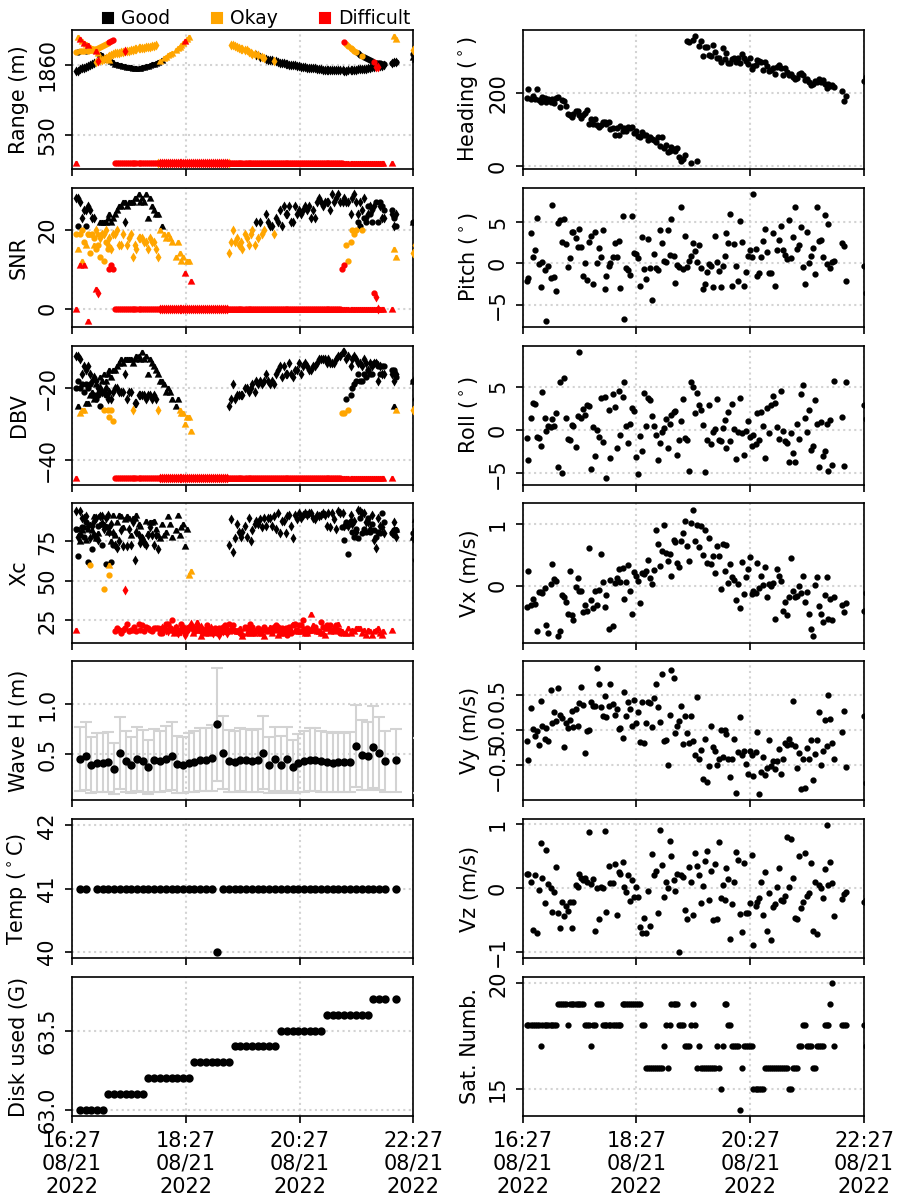 Good Okay Difficult
Range (m)
1860
530
Heading (°)
200
0
SNR
20
0
Pitch (°)
5
0
−5
DBV
−20
−40
Roll (°)
5
0
−5
Xc
75
50
25
Vx (m/s)
1
0
Wave H (m)
1.0
0.5
Vy (m/s)
0.5
0.0
−0.5
Temp (°C)
42
41
40
Vz (m/s)
1
0
−1
Disk used (G)
63.5
63.0
Sat. Numb.
20
15
16:27 18:27 20:27 22:27 16:27 18:27 20:27 22:27
08/21 08/21 08/21 08/21 08/21 08/21 08/21 08/21
2022 2022 2022 2022 2022 2022 2022 2022